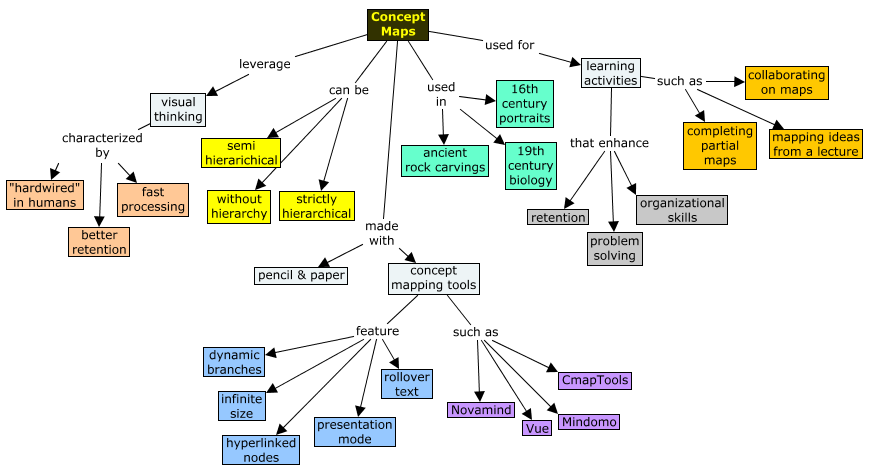 Concept
Maps
leverage
can be
used
in
used for
learning
activities
such as
collaborating
on maps
visual
thinking
16th
century
portraits
characterized
by
semi
hierarichical
ancient
rock carvings
19th
century
biology
that enhance
completing
partial
maps
mapping ideas
from a lecture
"hardwired"
in humans
fast
processing
better
retention
without
hierarchy
strictly
hierarchical
retention
organizational
skills
problem
solving
made
with
pencil & paper
concept
mapping tools
feature
such as
dynamic
branches
infinite
size
hyperlinked
nodes
presentation
mode
rollover
text
Novamind
Vue
Mindomo
CmapTools